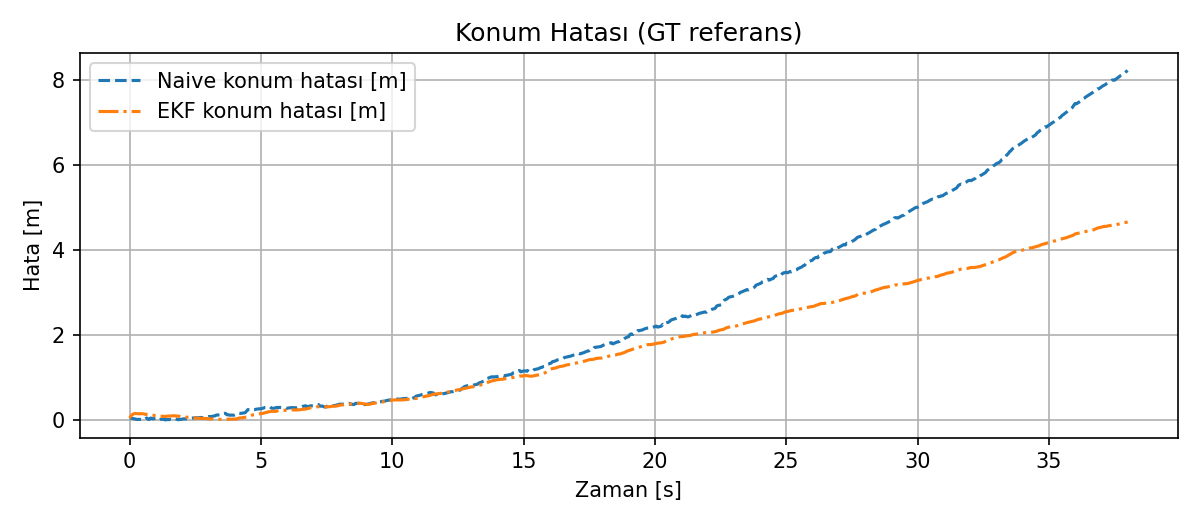 Konum Hatası (GT referans)
Naive konum hatası [m]
EKF konum hatası [m]
Hata [m]
8
6
4
2
0
0 5 10 15 20 25 30 35
Zaman [s]